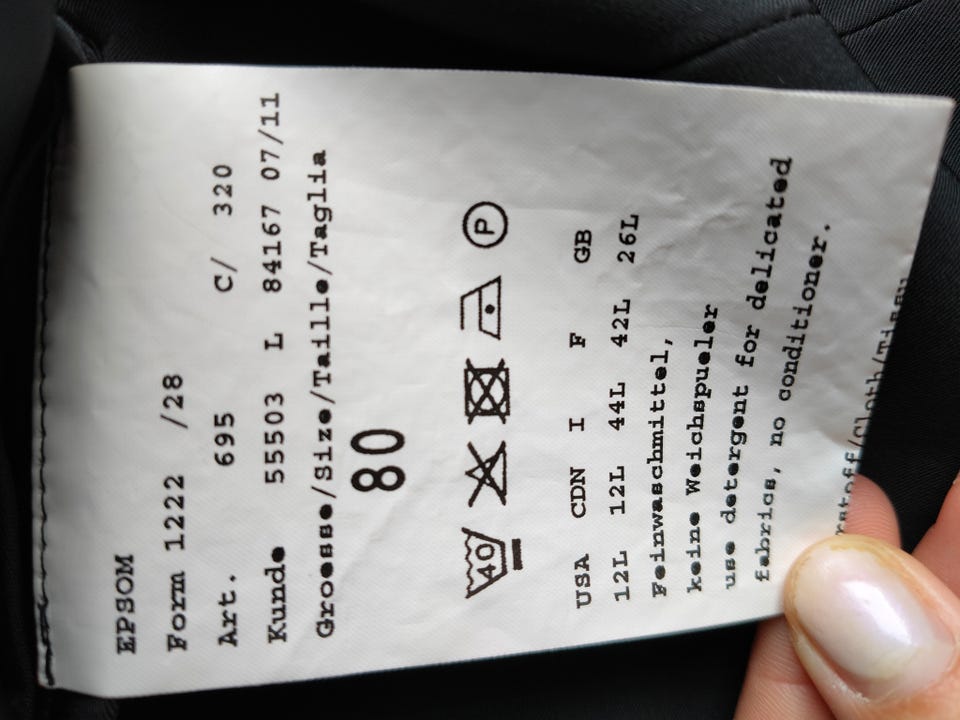 EPSOM
Form 1222 /28
Art. 695 C/ 320
Kunde 55503 L 84167 07/11
Groesse/Size/Taille/Taglia
80
40 P
USA CDN I F GB
12L 12L 44L 42L 26L
Feinwaschmittel,
keine Weichspueler
use detergent for delicated
fabrics, no conditioner.